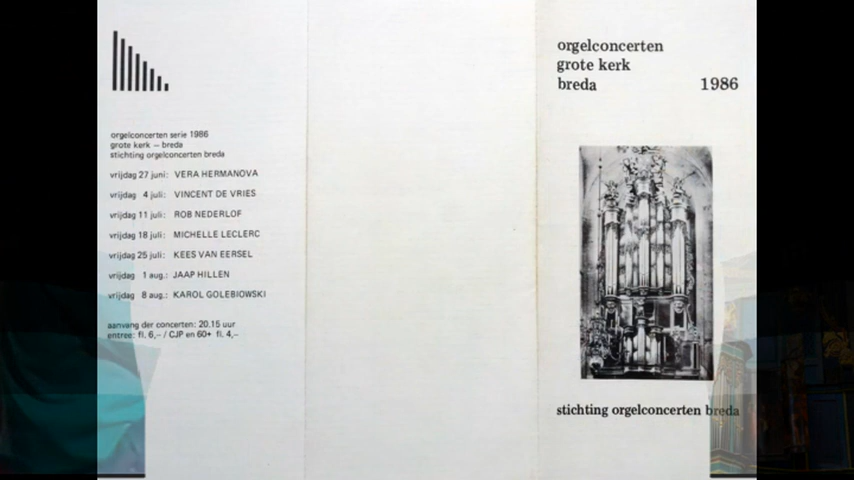 orgelconcerten serie 1986
grote kerk – breda
stichting orgelconcerten breda
vrijdag 27 juni: VERA HERMANOVA
vrijdag 4 juli: VINCENT DE VRIES
vrijdag 11 juli: ROB NEDERLOF
vrijdag 18 juli: MICHELLE LECLERC
vrijdag 25 juli: KEES VAN EERSEL
vrijdag 1 aug.: JAAP HILLEN
vrijdag 8 aug.: KAROL GOLEBIOWSKI
aanvang der concerten: 20.15 uur
entree: fl. 6,– / CJP en 60+ fl. 4,–
orgelconcerten
grote kerk
breda 1986
stichting orgelconcerten breda